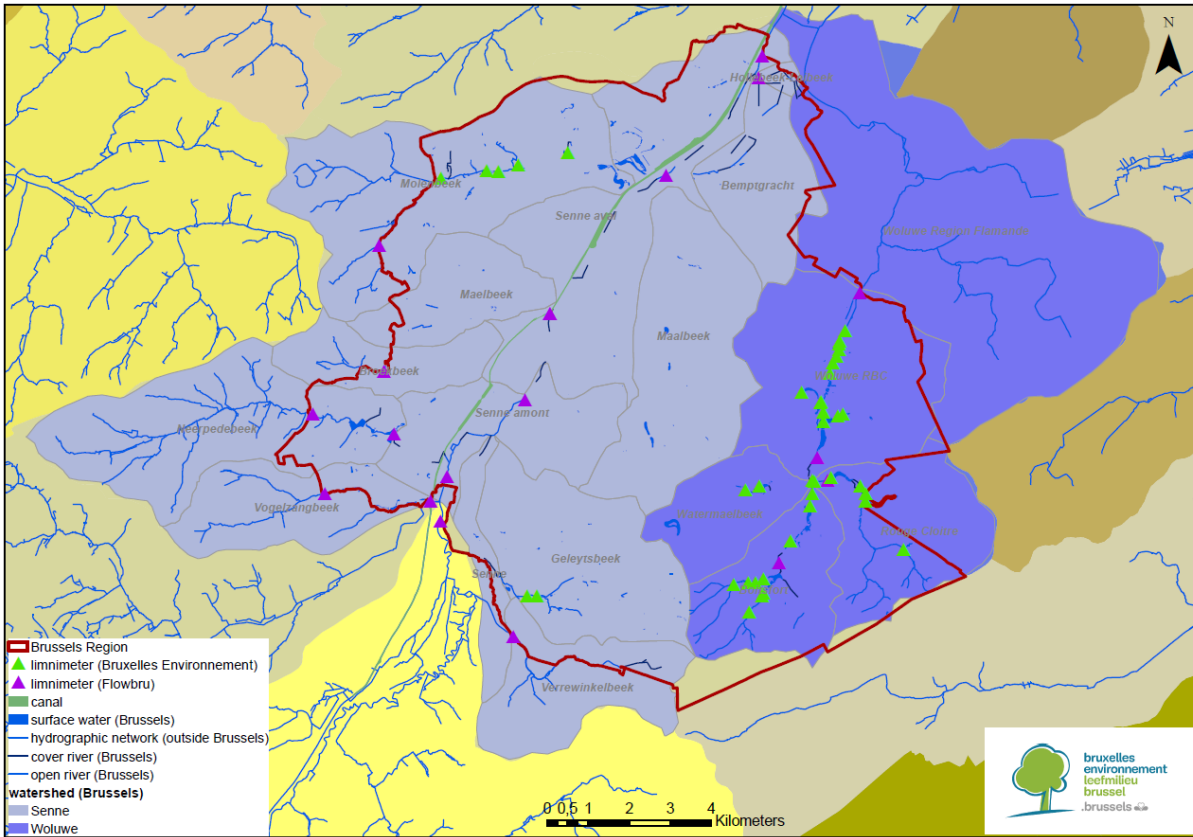 N
Molenbeek
Bemptgracht
Senne aval
Maelbeek
Maalbeek
Broekbeek
Senne amont
Neerpedebeek
Vogelzangbeek
Geleytsbeek
Senne
Verrewinkelbeek
Brussels Region
limnimeter (Bruxelles Environnement)
limnimeter (Flowbru)
canal
surface water (Brussels)
hydrographic network (outside Brussels)
cover river (Brussels)
open river (Brussels)
watershed (Brussels)
Senne
Woluwe
0 0,5 1 2 3 4
Kilometers
bruxelles
environnement
leefmilieu
brussel
.brussels